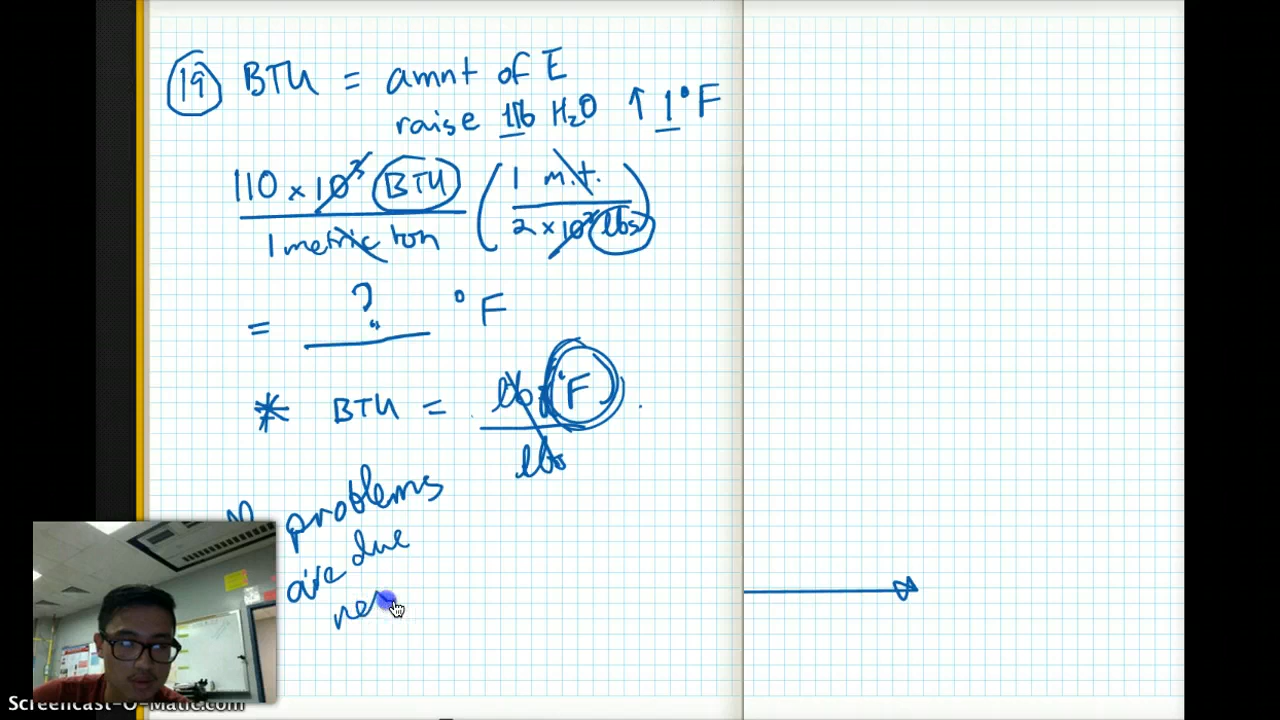 19 BTU = amnt of E
raise 1lb H₂O ↑ 1°F
110 × 10³ BTU ( 1 m.t.
1 metric ton 2 × 10³ lbs )
= ? °F
* BTU = lb °F
lbs
problems
are due
Screencast-O-Matic.com